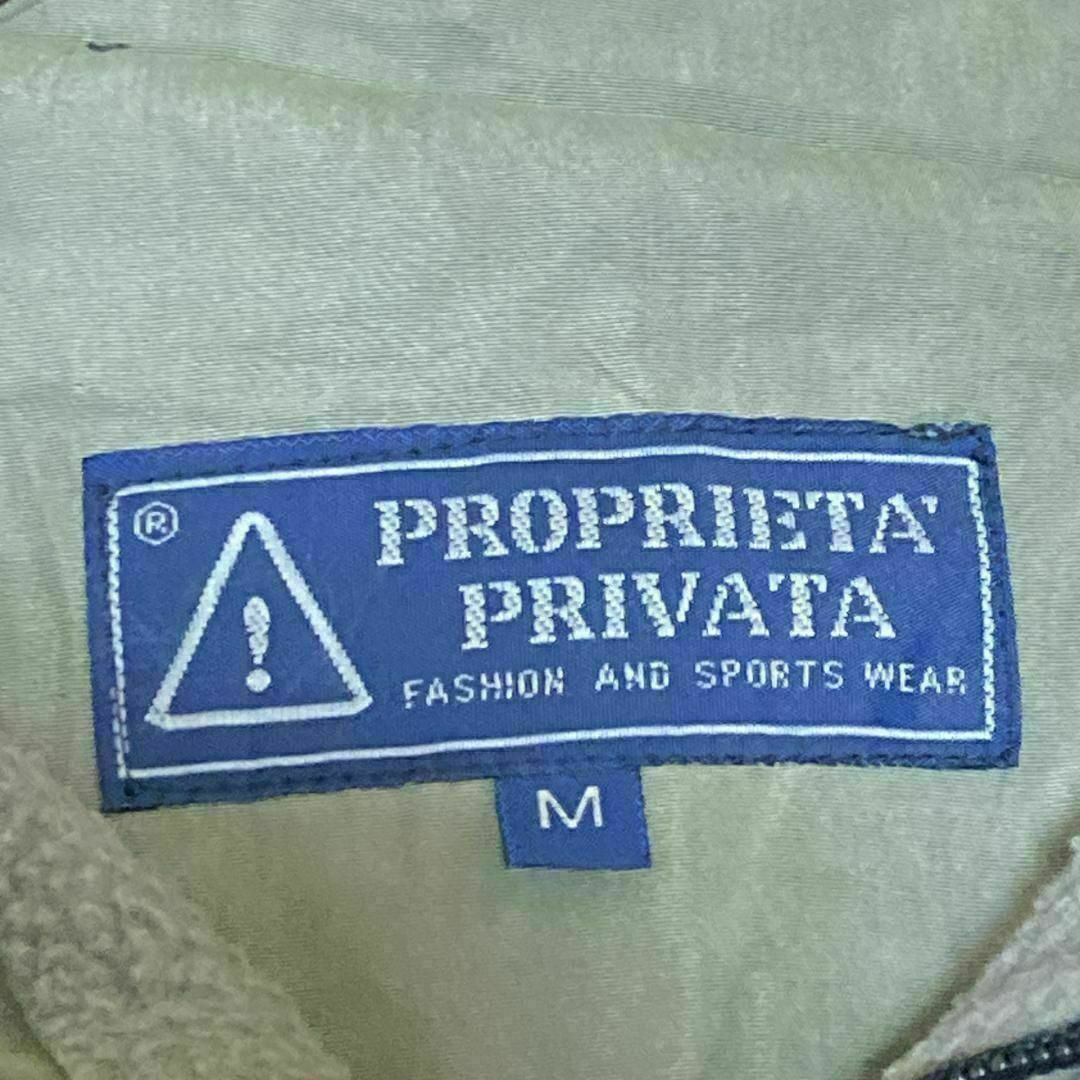 ®
!
PROPRIETA'
PRIVATA
FASHION AND SPORTS WEAR
M